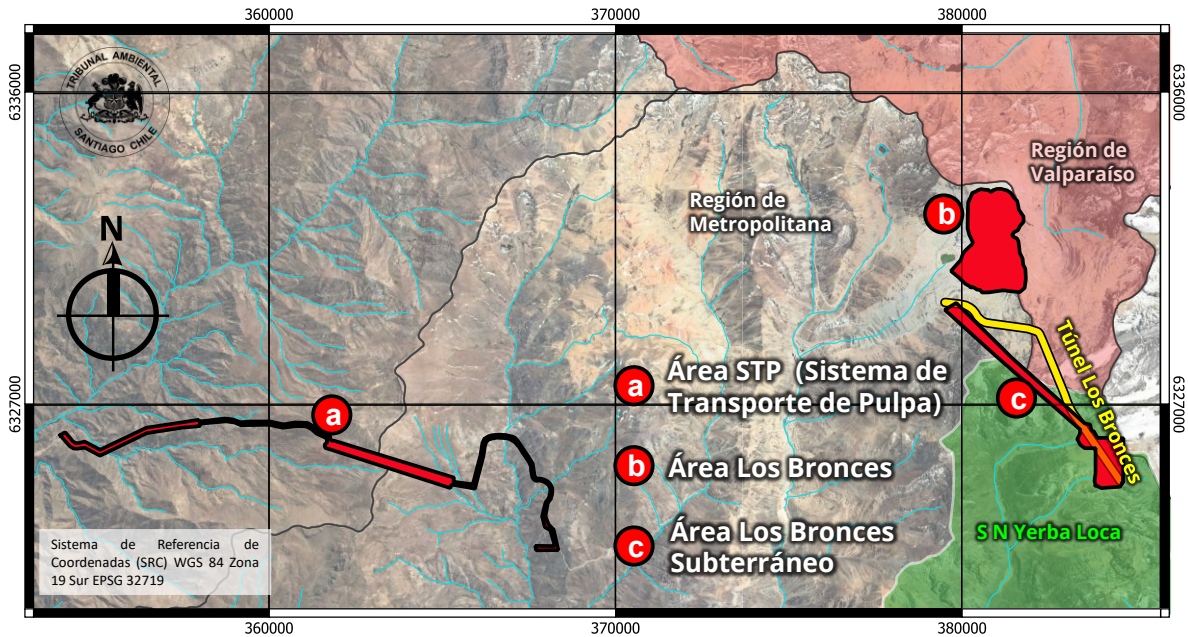 360000
370000
380000
6336000
6336000
TRIBUNAL AMBIENTAL
SANTIAGO CHILE
Región de
Valparaíso
Región de
Metropolitana
b
N
Túnel Los Bronces
a
Área STP (Sistema de
Transporte de Pulpa)
a
c
6327000
6327000
b
Área Los Bronces
c
Área Los Bronces
Subterráneo
S N Yerba Loca
Sistema de Referencia de
Coordenadas (SRC) WGS 84 Zona
19 Sur EPSG 32719
360000
370000
380000